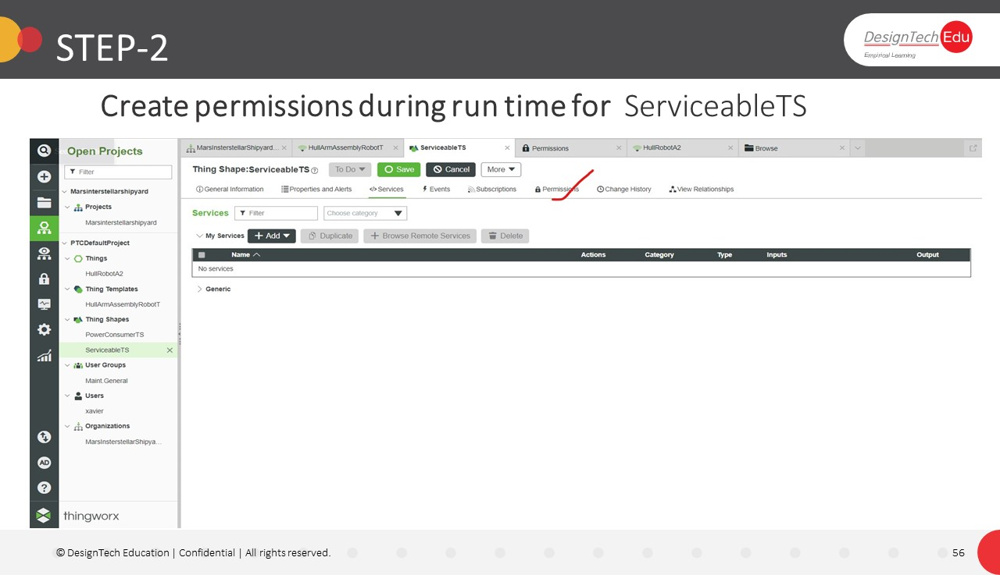 STEP-2
DesignTech Edu
Empirical Learning
Create permissions during run time for ServiceableTS
Open Projects
Filter
Marsinterstellarshipyard
Projects
Marsinterstellarshipyard
PTCDefaultProject
Things
HullRobotA2
Thing Templates
HullArmAssemblyRobotT
Thing Shapes
PowerConsumerTS
ServiceableTS
User Groups
Maint.General
Users
xavier
Organizations
MarsInsterstellarShipya...
AD
thingworx
MarsInsterstellarShipyard... HullArmAssemblyRobotT ServiceableTS Permissions HullRobotA2 Browse
Thing Shape:ServiceableTS To Do Save Cancel More
General Information Properties and Alerts Services Events Subscriptions Permissions Change History View Relationships
Services Filter Choose category
My Services Add Duplicate Browse Remote Services Delete
Name Actions Category Type Inputs Output
No services
Generic
© DesignTech Education | Confidential | All rights reserved.
56